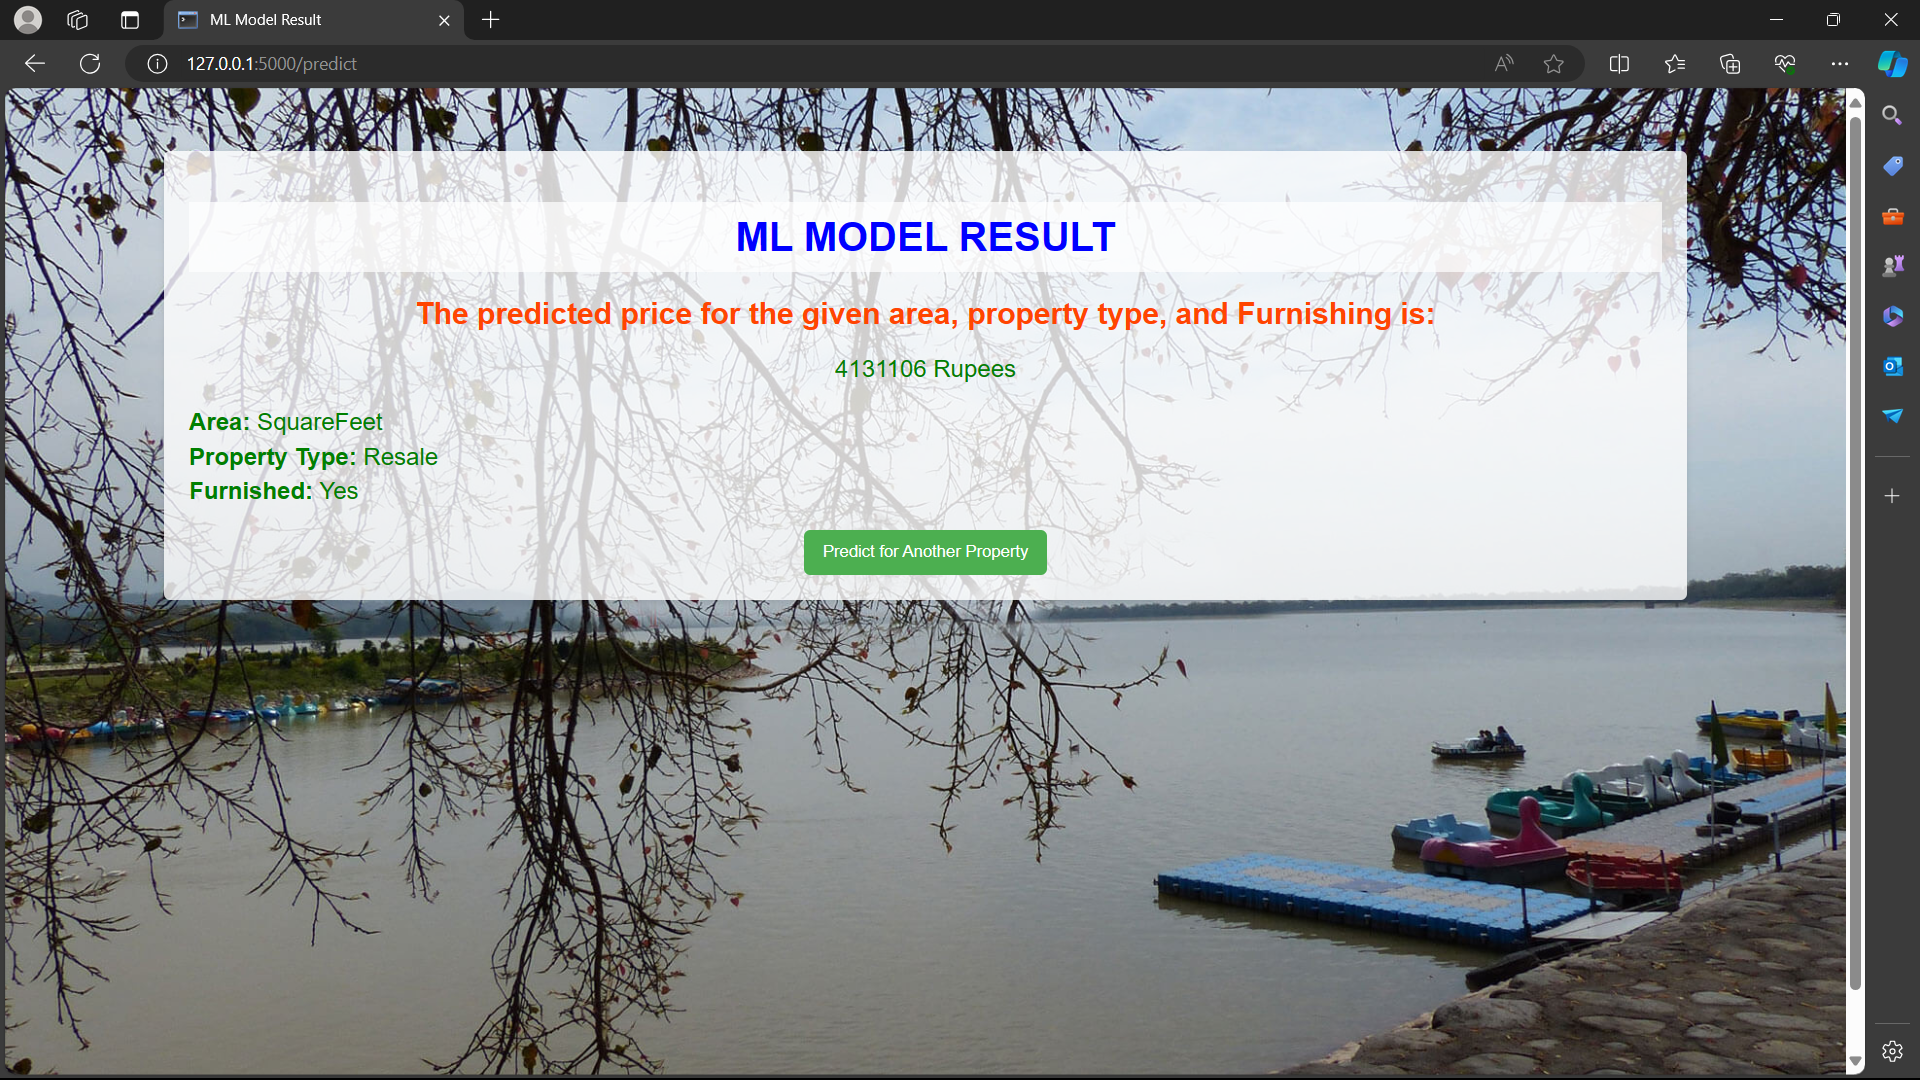 ML Model Result
127.0.0.1:5000/predict
ML MODEL RESULT
The predicted price for the given area, property type, and Furnishing is:
4131106 Rupees
Area: SquareFeet
Property Type: Resale
Furnished: Yes
Predict for Another Property